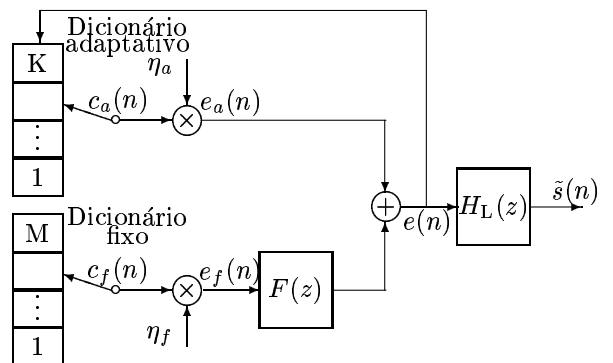 Dicionário
adaptativo
K
η_a
c_a(n)
e_a(n)
×
⋮
1
+
e(n)
H_L(z)
s̃(n)
M
Dicionário
fixo
c_f(n)
e_f(n)
×
F(z)
⋮
η_f
1